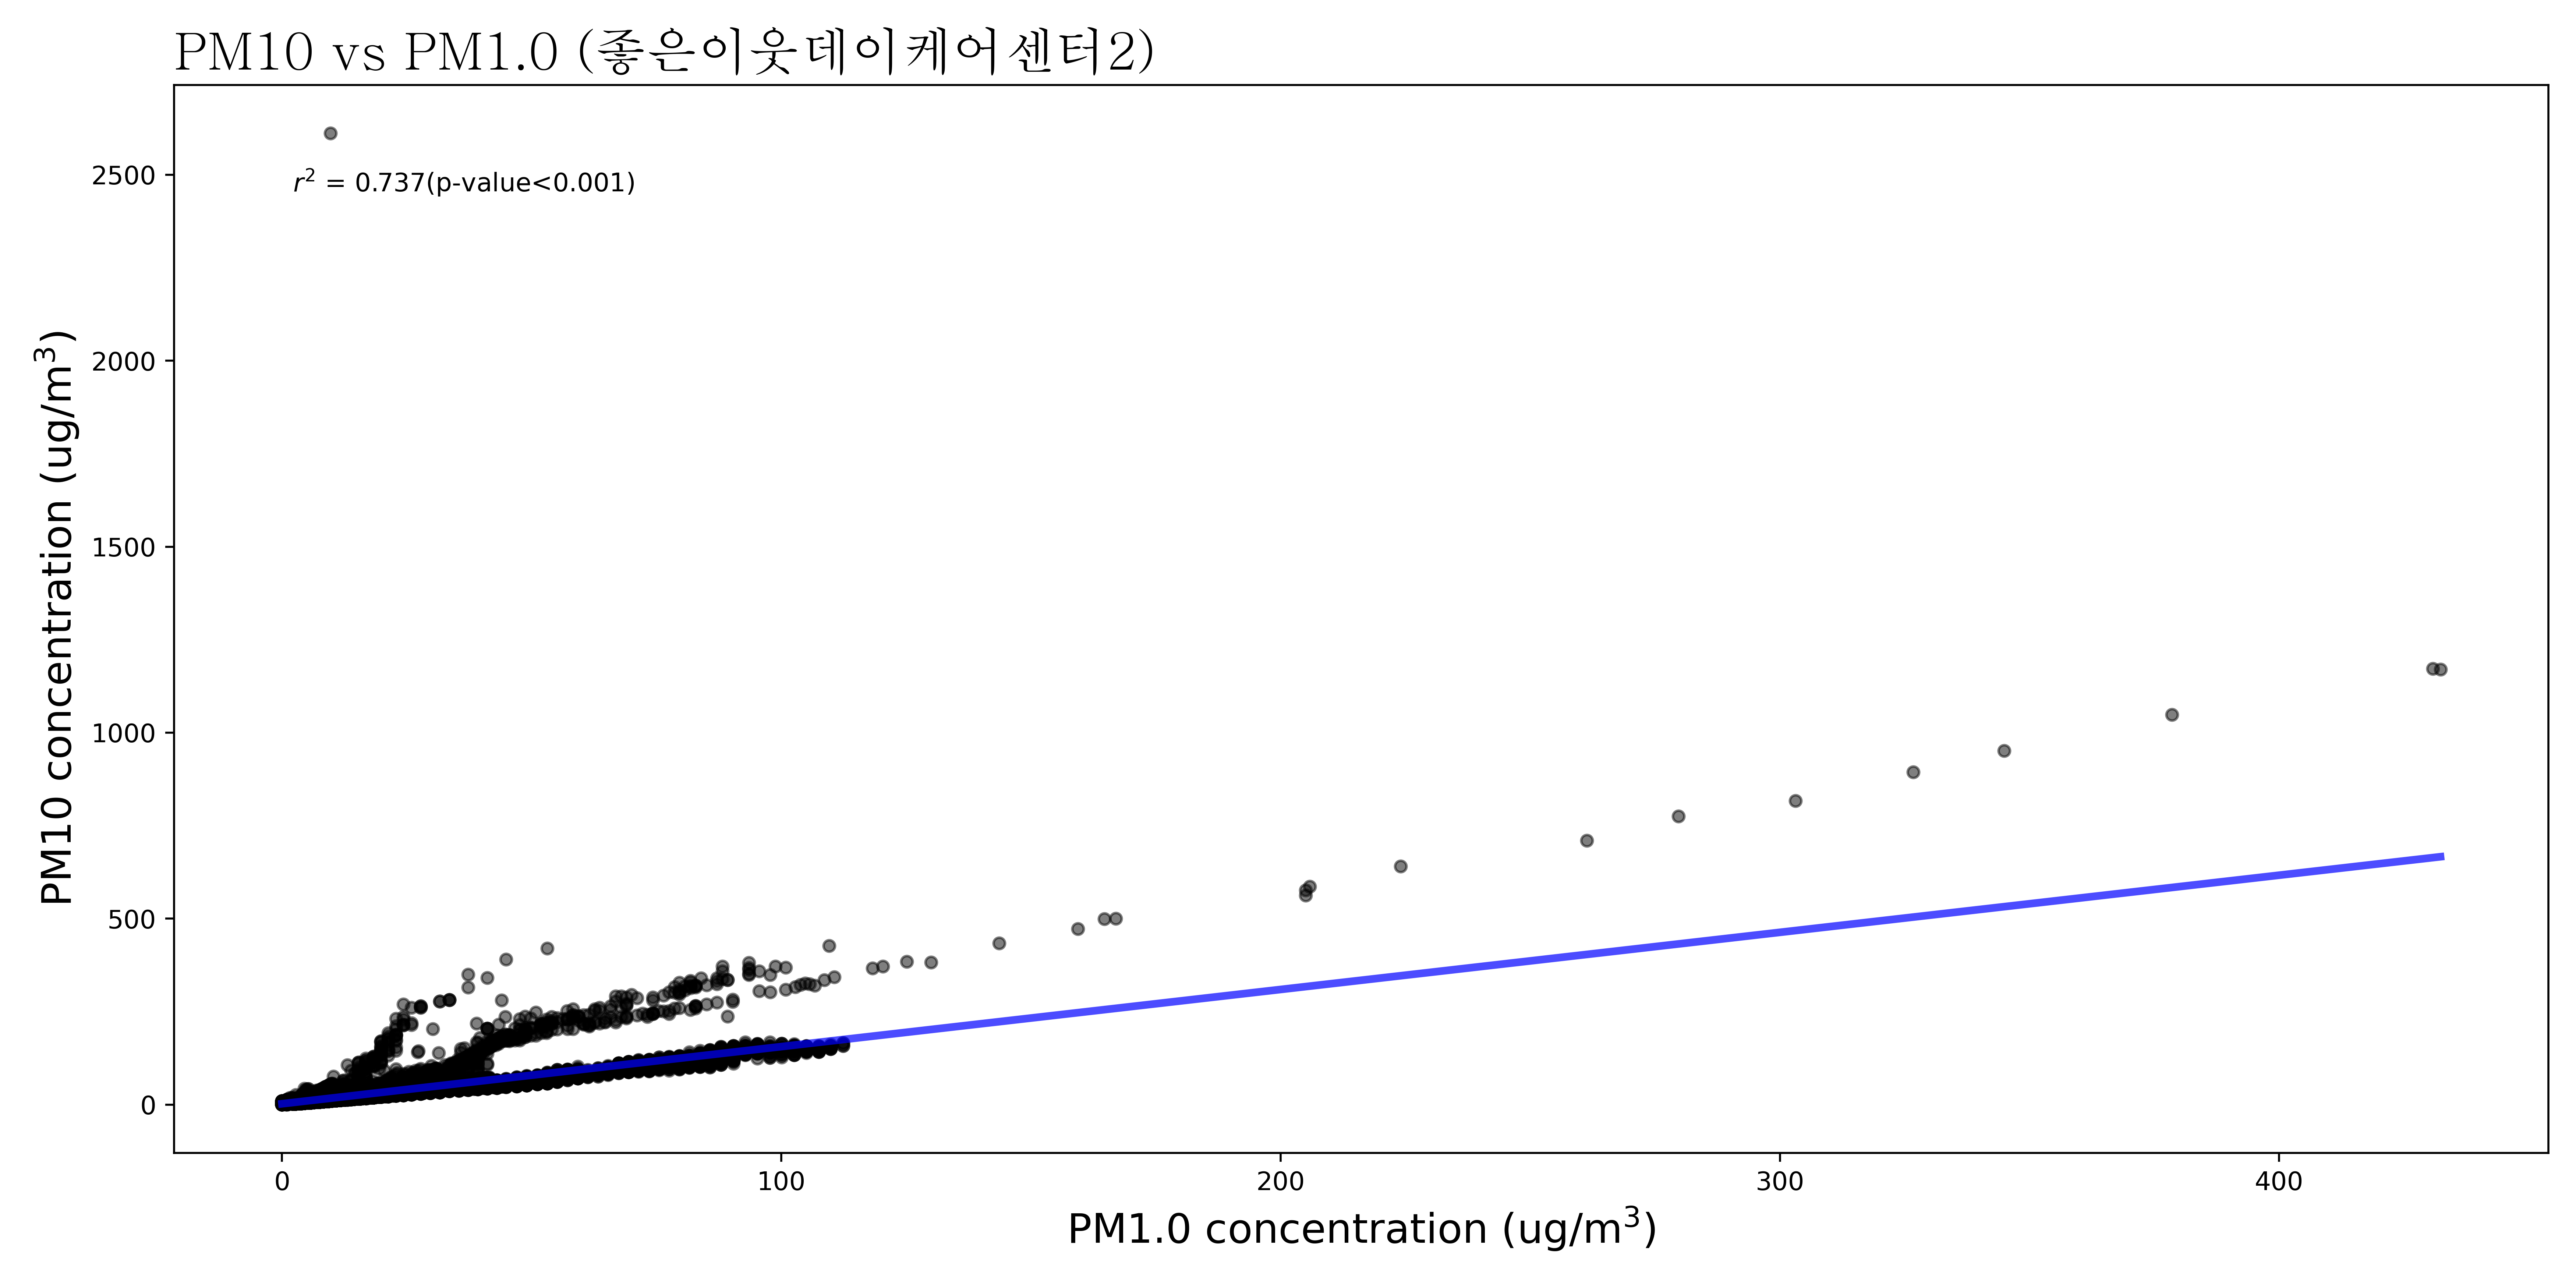 PM10 vs PM1.0 (좋은이웃데이케어센터2)
r² = 0.737(p-value<0.001)
PM10 concentration (ug/m³)
2500
2000
1500
1000
500
0
0 100 200 300 400
PM1.0 concentration (ug/m³)